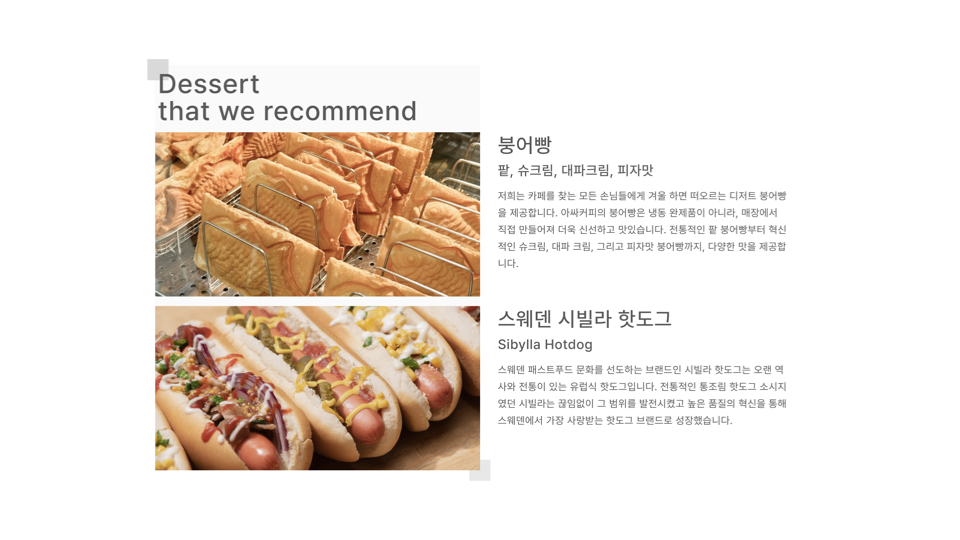 Dessert
that we recommend
붕어빵
팥, 슈크림, 대파크림, 피자맛
저희는 카페를 찾는 모든 손님들에게 겨울 하면 떠오르는 디저트 붕어빵
을 제공합니다. 아싸커피의 붕어빵은 냉동 완제품이 아니라, 매장에서
직접 만들어져 더욱 신선하고 맛있습니다. 전통적인 팥 붕어빵부터 혁신
적인 슈크림, 대파 크림, 그리고 피자맛 붕어빵까지, 다양한 맛을 제공합
니다.
스웨덴 시빌라 핫도그
Sibylla Hotdog
스웨덴 패스트푸드 문화를 선도하는 브랜드인 시빌라 핫도그는 오랜 역
사와 전통이 있는 유럽식 핫도그입니다. 전통적인 통조림 핫도그 소시지
였던 시빌라는 끊임없이 그 범위를 발전시켰고 높은 품질의 혁신을 통해
스웨덴에서 가장 사랑받는 핫도그 브랜드로 성장했습니다.